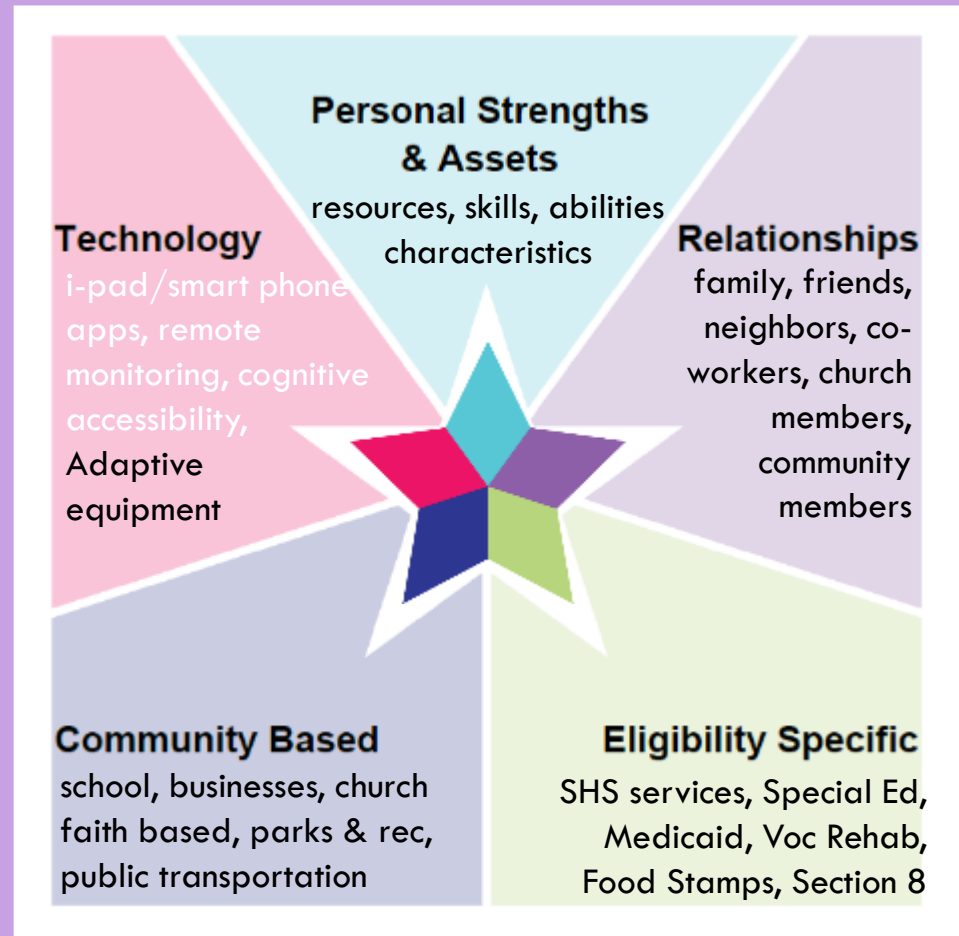 Personal Strengths
& Assets
resources, skills, abilities
characteristics
Technology
i-pad/smart phone
apps, remote
monitoring, cognitive
accessibility,
Adaptive
equipment
Relationships
family, friends,
neighbors, co-
workers, church
members,
community
members
Community Based
school, businesses, church
faith based, parks & rec,
public transportation
Eligibility Specific
SHS services, Special Ed,
Medicaid, Voc Rehab,
Food Stamps, Section 8